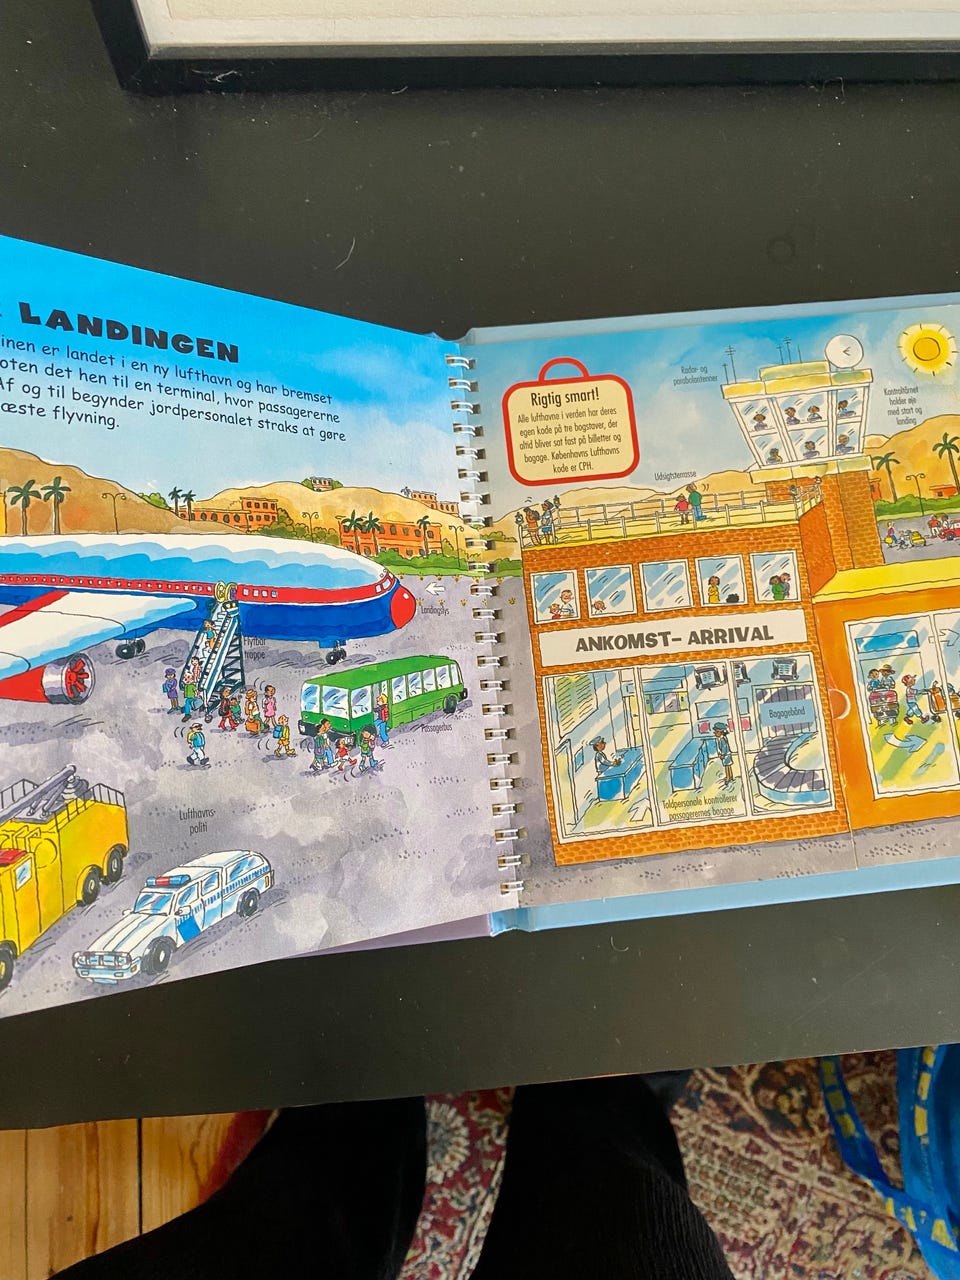 LANDINGEN
inen er landet i en ny lufthavn og har bremset
oten det hen til en terminal, hvor passagererne
Af og til begynder jordpersonalet straks at gøre
æste flyvning.
Landingslys
trappe
Passagerbus
Lufthavns-
politi
Rigtig smart!
Alle lufthavne i verden har deres
egen kode på tre bogstaver, der
altid bliver sat fast på billetter og
bagage. Københavns Lufthavns
kode er CPH.
Radar- og
parabolantenner
Kontroltårnet
holder øje
med start og
landing
Udsigtsterrasse
ANKOMST-ARRIVAL
Bagagebånd
Toldpersonale kontrollerer
passagerernes bagage